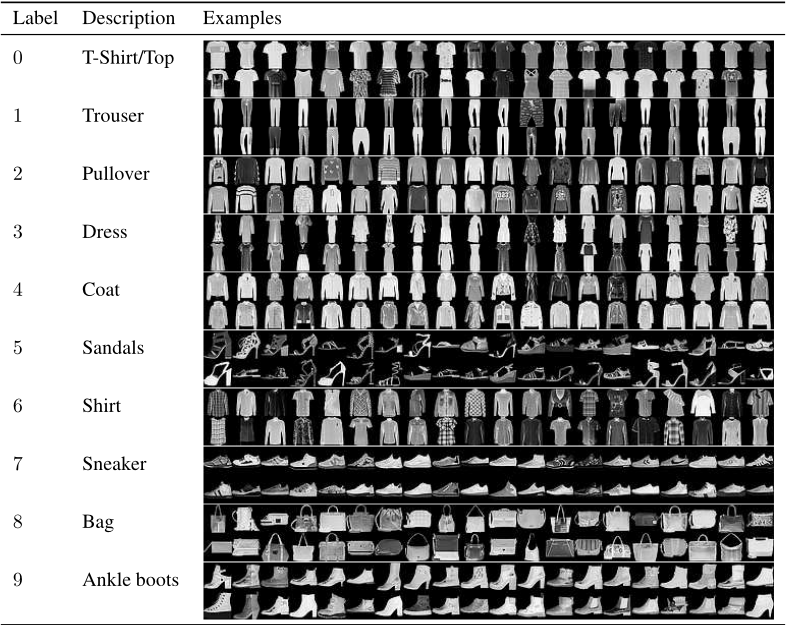 Label Description Examples
0 T-Shirt/Top
1 Trouser
2 Pullover
3 Dress
4 Coat
5 Sandals
6 Shirt
7 Sneaker
8 Bag
9 Ankle boots